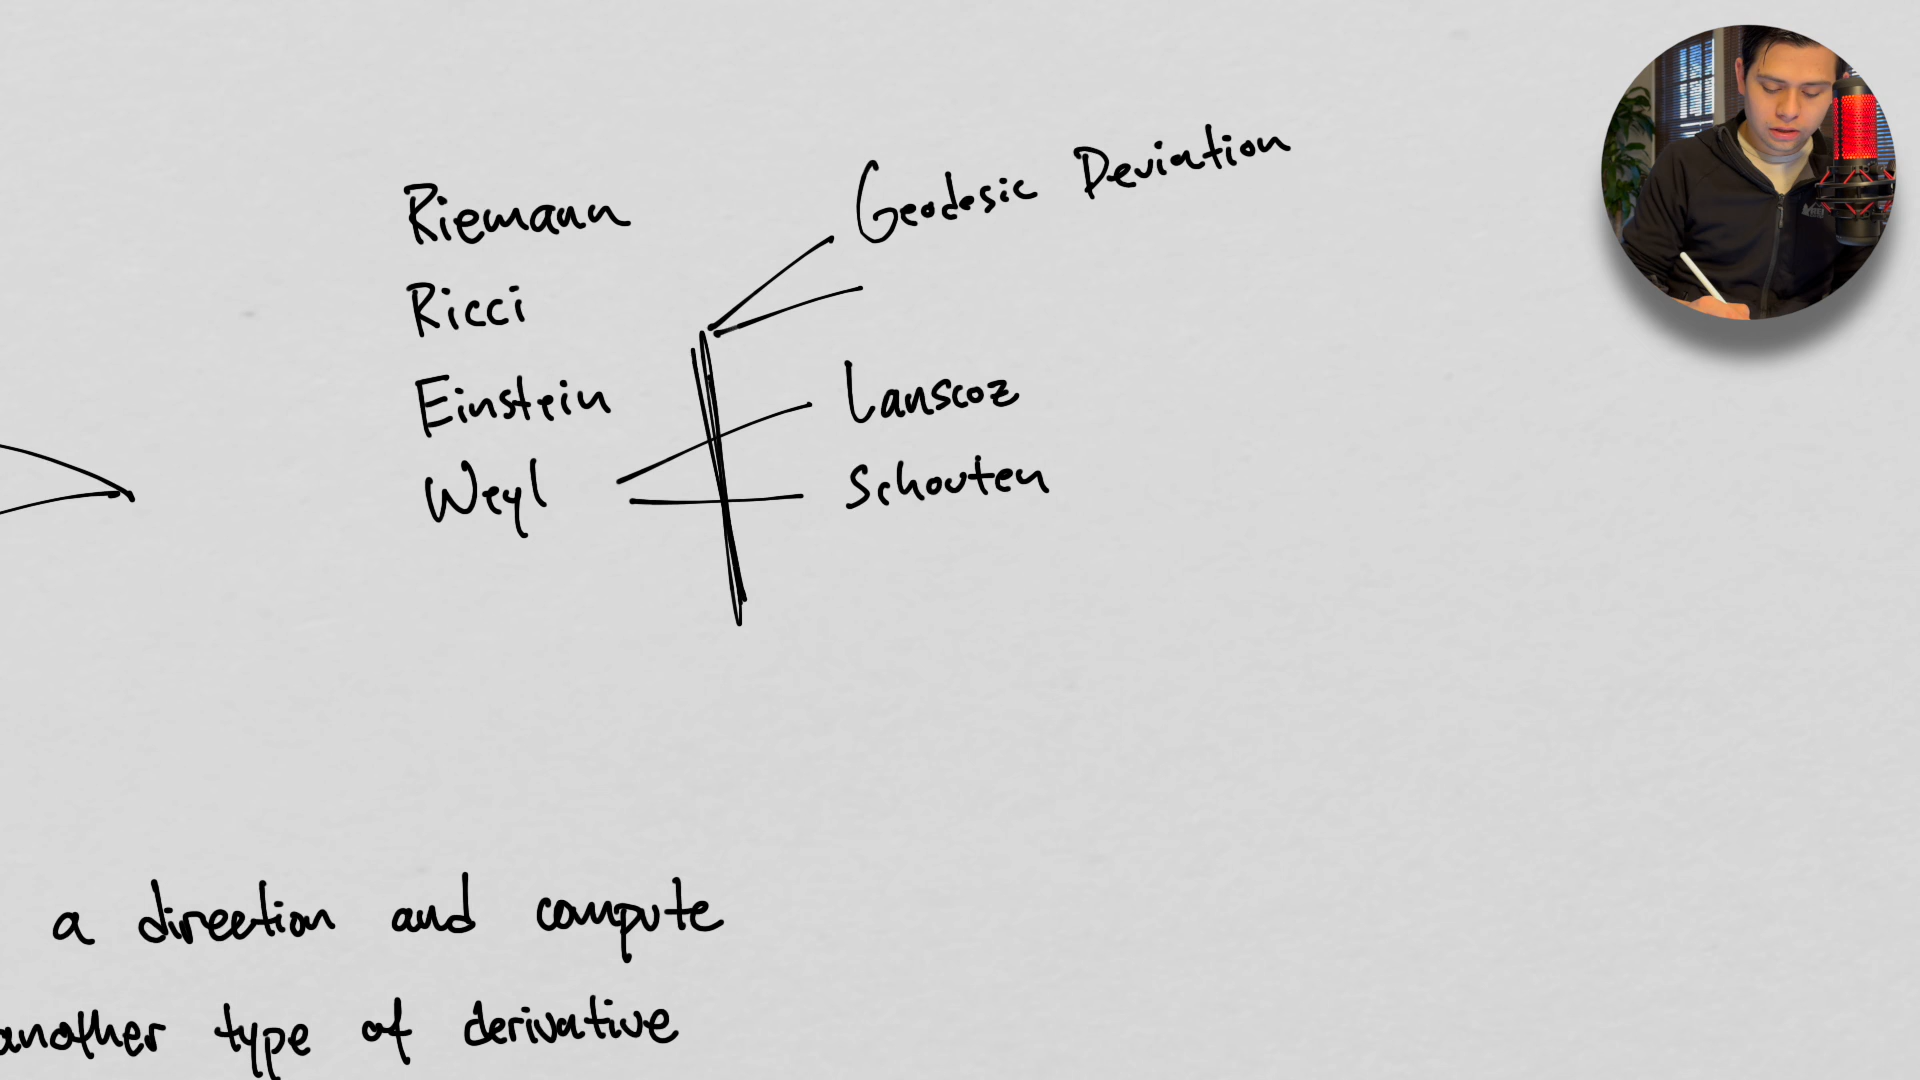 Riemann
Ricci
Einstein
Weyl
Geodesic Deviation
Lanscoz
Schouten
a direction and compute
another type of derivative